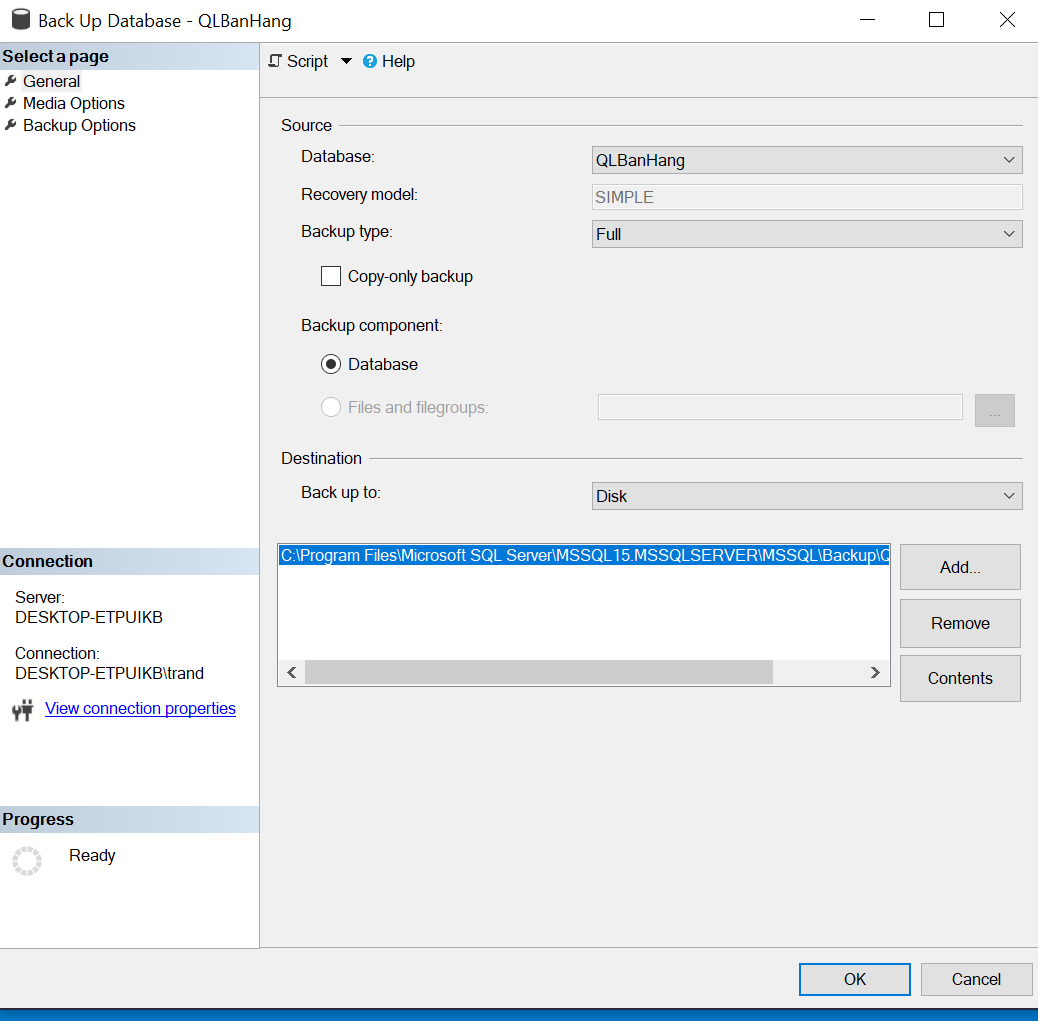 Back Up Database - QLBanHang
Select a page
General
Media Options
Backup Options
Script
Help
Source
Database:
QLBanHang
Recovery model:
SIMPLE
Backup type:
Full
Copy-only backup
Backup component:
Database
Files and filegroups:
...
Destination
Back up to:
Disk
C:\Program Files\Microsoft SQL Server\MSSQL15.MSSQLSERVER\MSSQL\Backup\Q
Add...
Remove
Contents
Connection
Server:
DESKTOP-ETPUIKB
Connection:
DESKTOP-ETPUIKB\trand
View connection properties
Progress
Ready
OK
Cancel